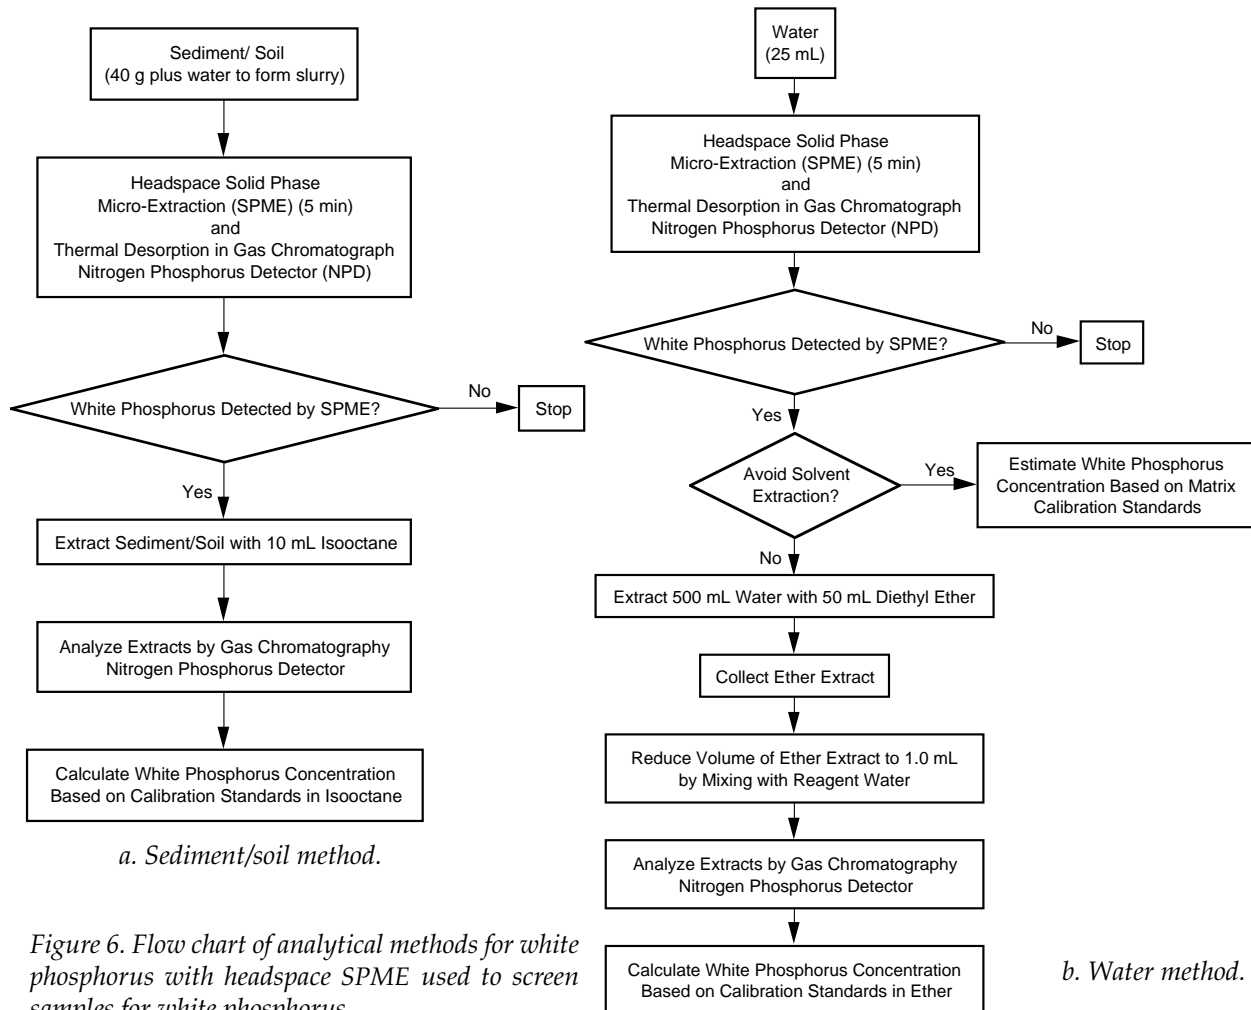 Sediment/ Soil
(40 g plus water to form slurry)
Headspace Solid Phase
Micro-Extraction (SPME) (5 min)
and
Thermal Desorption in Gas Chromatograph
Nitrogen Phosphorus Detector (NPD)
White Phosphorus Detected by SPME?
No
Stop
Yes
Extract Sediment/Soil with 10 mL Isooctane
Analyze Extracts by Gas Chromatography
Nitrogen Phosphorus Detector
Calculate White Phosphorus Concentration
Based on Calibration Standards in Isooctane
a. Sediment/soil method.
Figure 6. Flow chart of analytical methods for white
phosphorus with headspace SPME used to screen
samples for white phosphorus
Water
(25 mL)
Headspace Solid Phase
Micro-Extraction (SPME) (5 min)
and
Thermal Desorption in Gas Chromatograph
Nitrogen Phosphorus Detector (NPD)
White Phosphorus Detected by SPME?
No
Stop
Yes
Avoid Solvent
Extraction?
Yes
Estimate White Phosphorus
Concentration Based on Matrix
Calibration Standards
No
Extract 500 mL Water with 50 mL Diethyl Ether
Collect Ether Extract
Reduce Volume of Ether Extract to 1.0 mL
by Mixing with Reagent Water
Analyze Extracts by Gas Chromatography
Nitrogen Phosphorus Detector
Calculate White Phosphorus Concentration
Based on Calibration Standards in Ether
b. Water method.